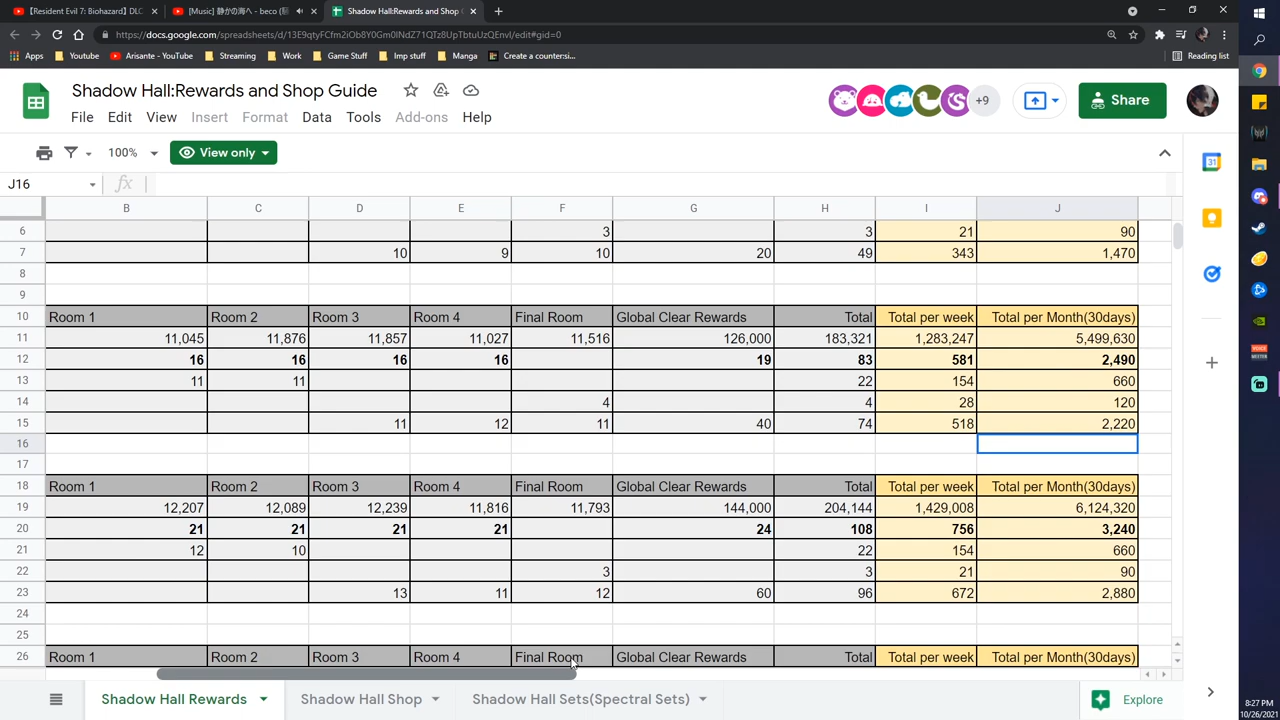 【Resident Evil 7: Biohazard】DLC
[Music] 静かの海へ - beco (
Shadow Hall:Rewards and Shop G
https://docs.google.com/spreadsheets/d/13E9qtyFCfm2iOb8Y0Gm0INdZ71QTz8UpTbtuUzQEnvI/edit#gid=0
Apps Youtube Arisante - YouTube Streaming Work Game Stuff Imp stuff Manga Create a countersi... Reading list
Shadow Hall:Rewards and Shop Guide
+9
Share
File Edit View Insert Format Data Tools Add-ons Help
100% View only
J16 fx
31
B C D E F G H I J
6 3 3 21 90
7 10 9 10 20 49 343 1,470
8
9
10 Room 1 Room 2 Room 3 Room 4 Final Room Global Clear Rewards Total Total per week Total per Month(30days)
11 11,045 11,876 11,857 11,027 11,516 126,000 183,321 1,283,247 5,499,630
12 16 16 16 16 19 83 581 2,490
13 11 11 22 154 660
14 4 4 28 120
15 11 12 11 40 74 518 2,220
16
17
18 Room 1 Room 2 Room 3 Room 4 Final Room Global Clear Rewards Total Total per week Total per Month(30days)
19 12,207 12,089 12,239 11,816 11,793 144,000 204,144 1,429,008 6,124,320
20 21 21 21 21 24 108 756 3,240
21 12 10 22 154 660
22 3 3 21 90
23 13 11 12 60 96 672 2,880
24
25
26 Room 1 Room 2 Room 3 Room 4 Final Room Global Clear Rewards Total Total per week Total per Month(30days)
Shadow Hall Rewards Shadow Hall Shop Shadow Hall Sets(Spectral Sets) Explore
8:27 PM
10/26/2021